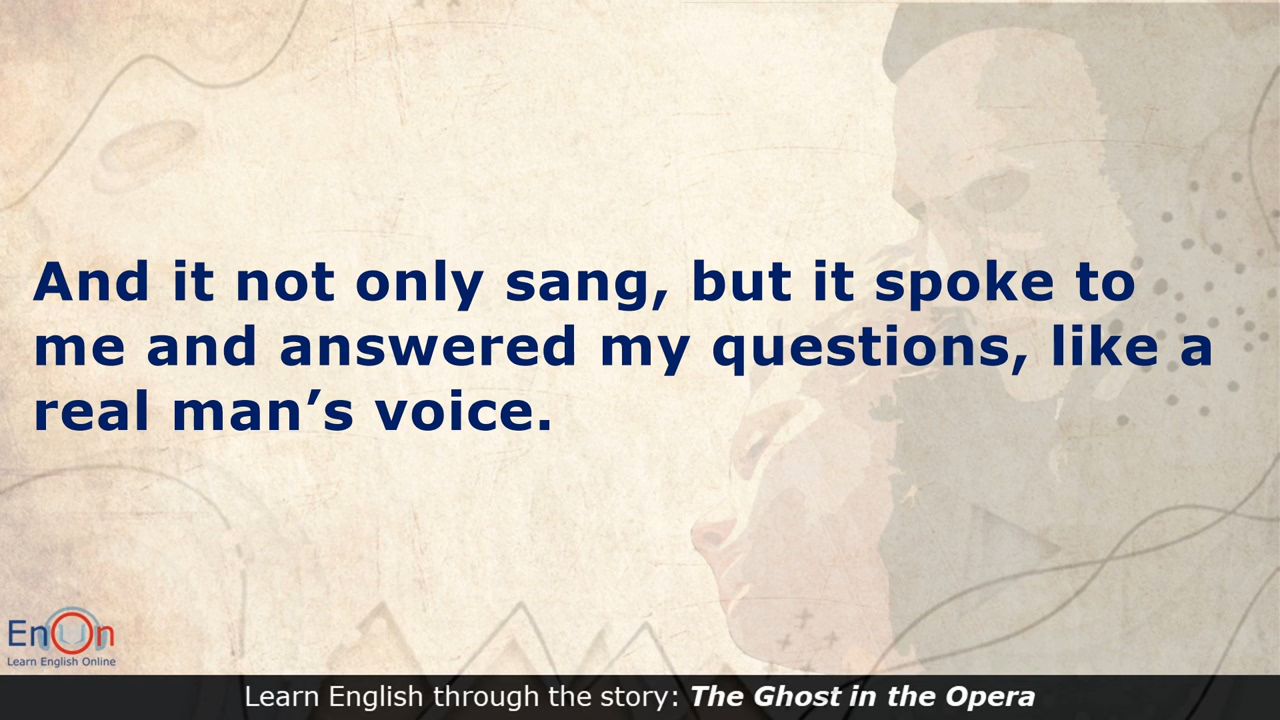 And it not only sang, but it spoke to
me and answered my questions, like a
real man’s voice.
EnOn
Learn English Online
Learn English through the story: The Ghost in the Opera